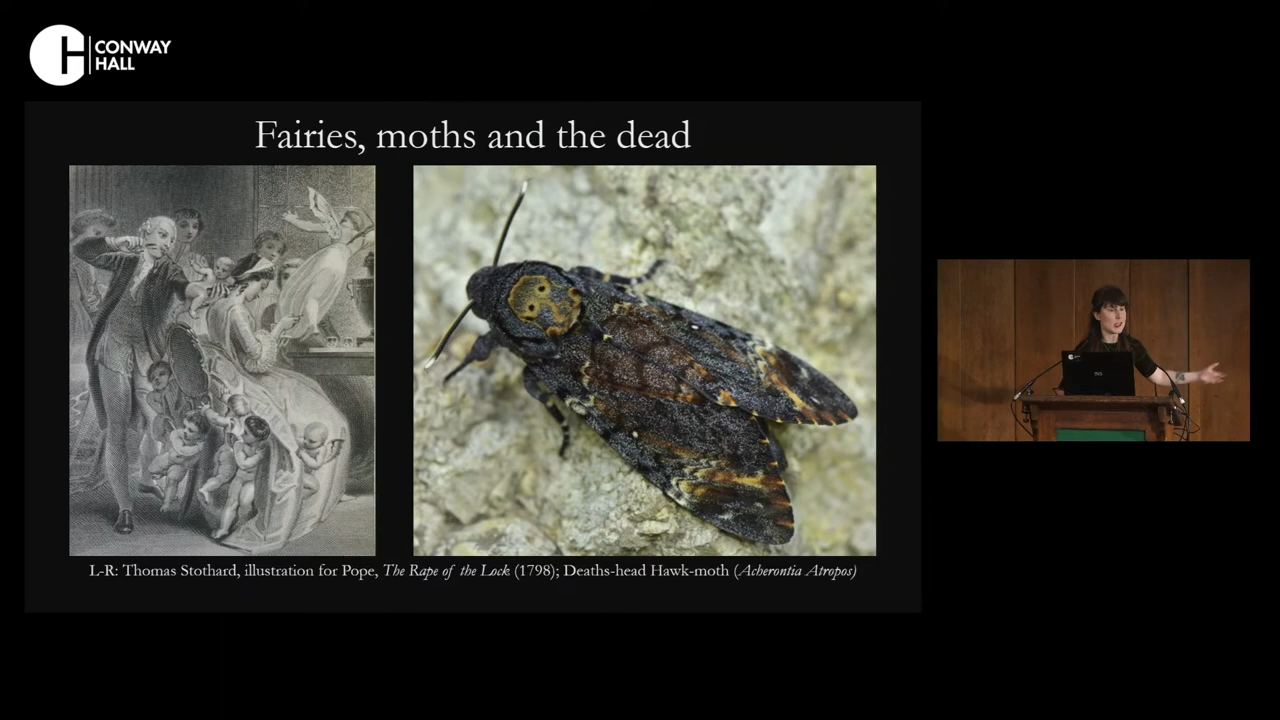 CONWAY
HALL
Fairies, moths and the dead
L-R: Thomas Stothard, illustration for Pope, The Rape of the Lock (1798); Deaths-head Hawk-moth (Acherontia Atropos)